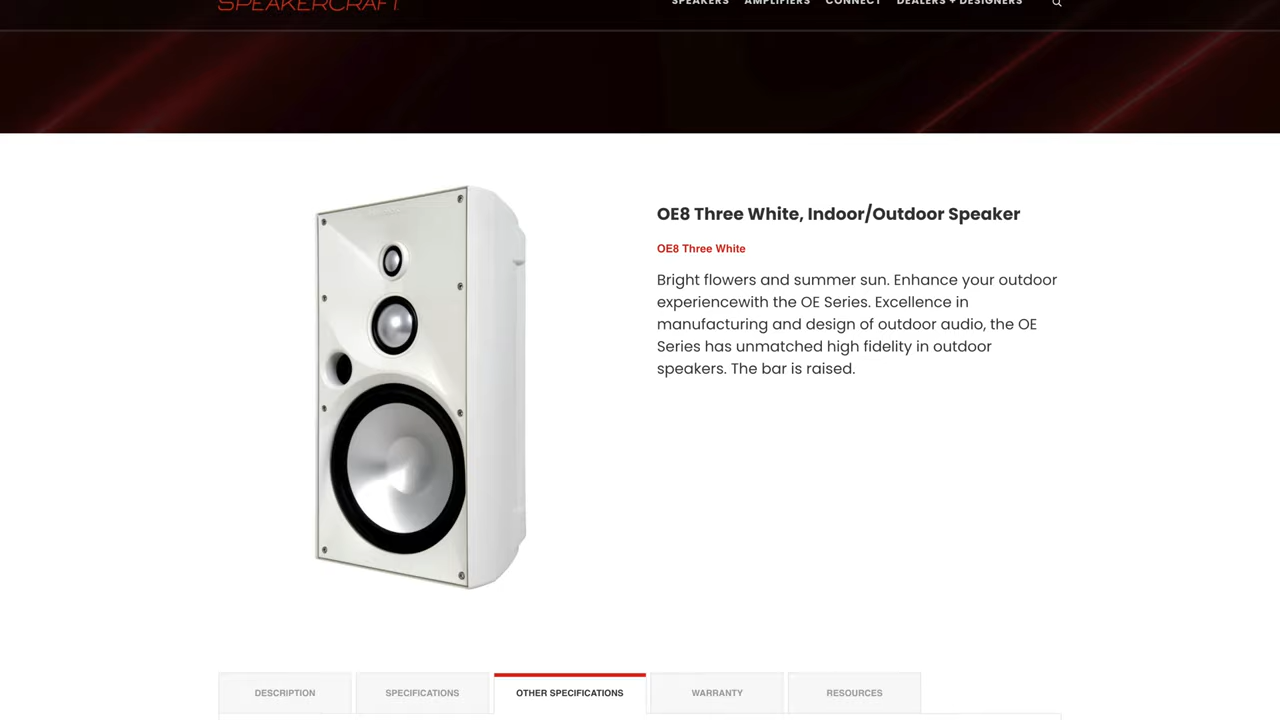 SPEAKERCRAFT
SPEAKERS AMPLIFIERS CONNECT DEALERS + DESIGNERS
OE8 Three White, Indoor/Outdoor Speaker
OE8 Three White
Bright flowers and summer sun. Enhance your outdoor
experiencewith the OE Series. Excellence in
manufacturing and design of outdoor audio, the OE
Series has unmatched high fidelity in outdoor
speakers. The bar is raised.
DESCRIPTION SPECIFICATIONS OTHER SPECIFICATIONS WARRANTY RESOURCES